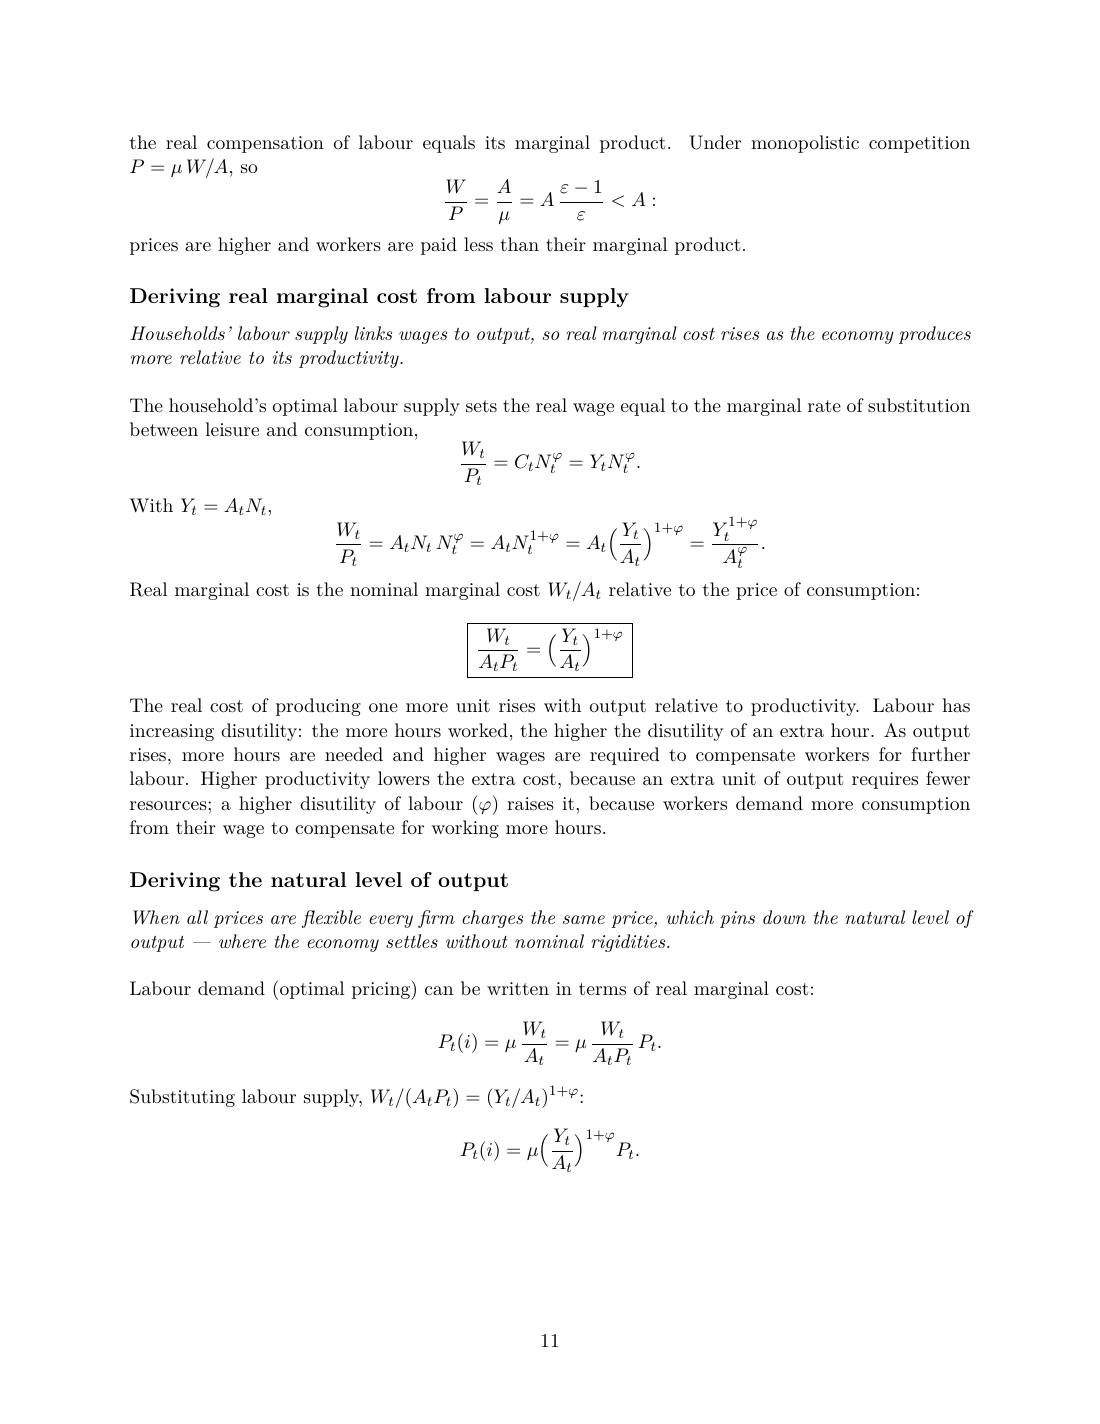 the real compensation of labour equals its marginal product. Under monopolistic competition
P = μ W/A, so
W/P = A/μ = A (ε − 1)/ε < A :
prices are higher and workers are paid less than their marginal product.
Deriving real marginal cost from labour supply
Households' labour supply links wages to output, so real marginal cost rises as the economy produces
more relative to its productivity.
The household's optimal labour supply sets the real wage equal to the marginal rate of substitution
between leisure and consumption,
W_t/P_t = C_t N_t^φ = Y_t N_t^φ.
With Y_t = A_t N_t,
W_t/P_t = A_t N_t N_t^φ = A_t N_t^{1+φ} = A_t (Y_t/A_t)^{1+φ} = Y_t^{1+φ}/A_t^φ.
Real marginal cost is the nominal marginal cost W_t/A_t relative to the price of consumption:
W_t/(A_t P_t) = (Y_t/A_t)^{1+φ}
The real cost of producing one more unit rises with output relative to productivity. Labour has
increasing disutility: the more hours worked, the higher the disutility of an extra hour. As output
rises, more hours are needed and higher wages are required to compensate workers for further
labour. Higher productivity lowers the extra cost, because an extra unit of output requires fewer
resources; a higher disutility of labour (φ) raises it, because workers demand more consumption
from their wage to compensate for working more hours.
Deriving the natural level of output
When all prices are flexible every firm charges the same price, which pins down the natural level of
output — where the economy settles without nominal rigidities.
Labour demand (optimal pricing) can be written in terms of real marginal cost:
P_t(i) = μ W_t/A_t = μ W_t/(A_t P_t) P_t.
Substituting labour supply, W_t/(A_t P_t) = (Y_t/A_t)^{1+φ}:
P_t(i) = μ (Y_t/A_t)^{1+φ} P_t.
11